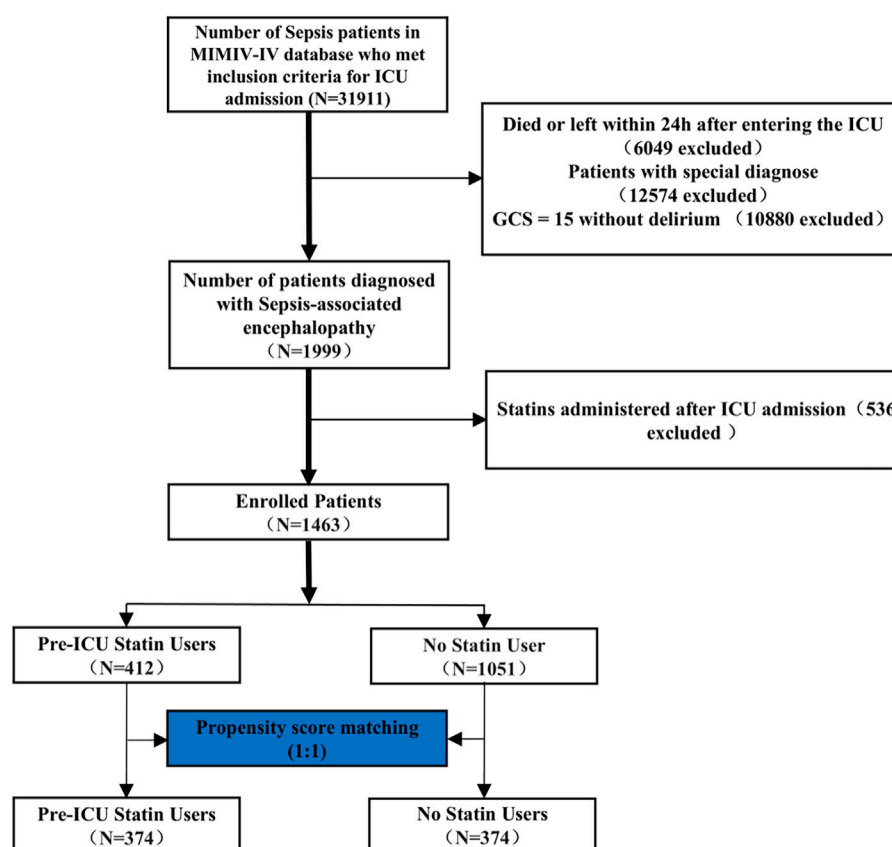 Number of Sepsis patients in
MIMIV-IV database who met
inclusion criteria for ICU
admission (N=31911)
Died or left within 24h after entering the ICU
（6049 excluded）
Patients with special diagnose
（12574 excluded）
GCS = 15 without delirium （10880 excluded）
Number of patients diagnosed
with Sepsis-associated
encephalopathy
（N=1999）
Statins administered after ICU admission（536
excluded ）
Enrolled Patients
（N=1463）
Pre-ICU Statin Users
（N=412）
No Statin User
（N=1051）
Propensity score matching
(1:1)
Pre-ICU Statin Users
（N=374）
No Statin Users
（N=374）